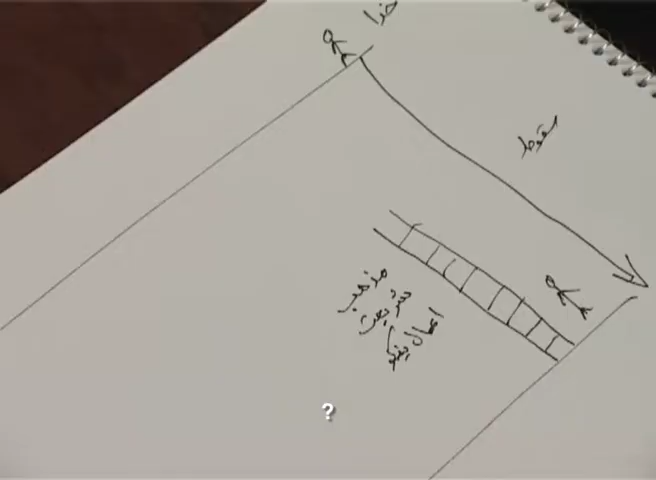 خدا
سقوط
مذهب
شریعت
اعمال نیکو
?